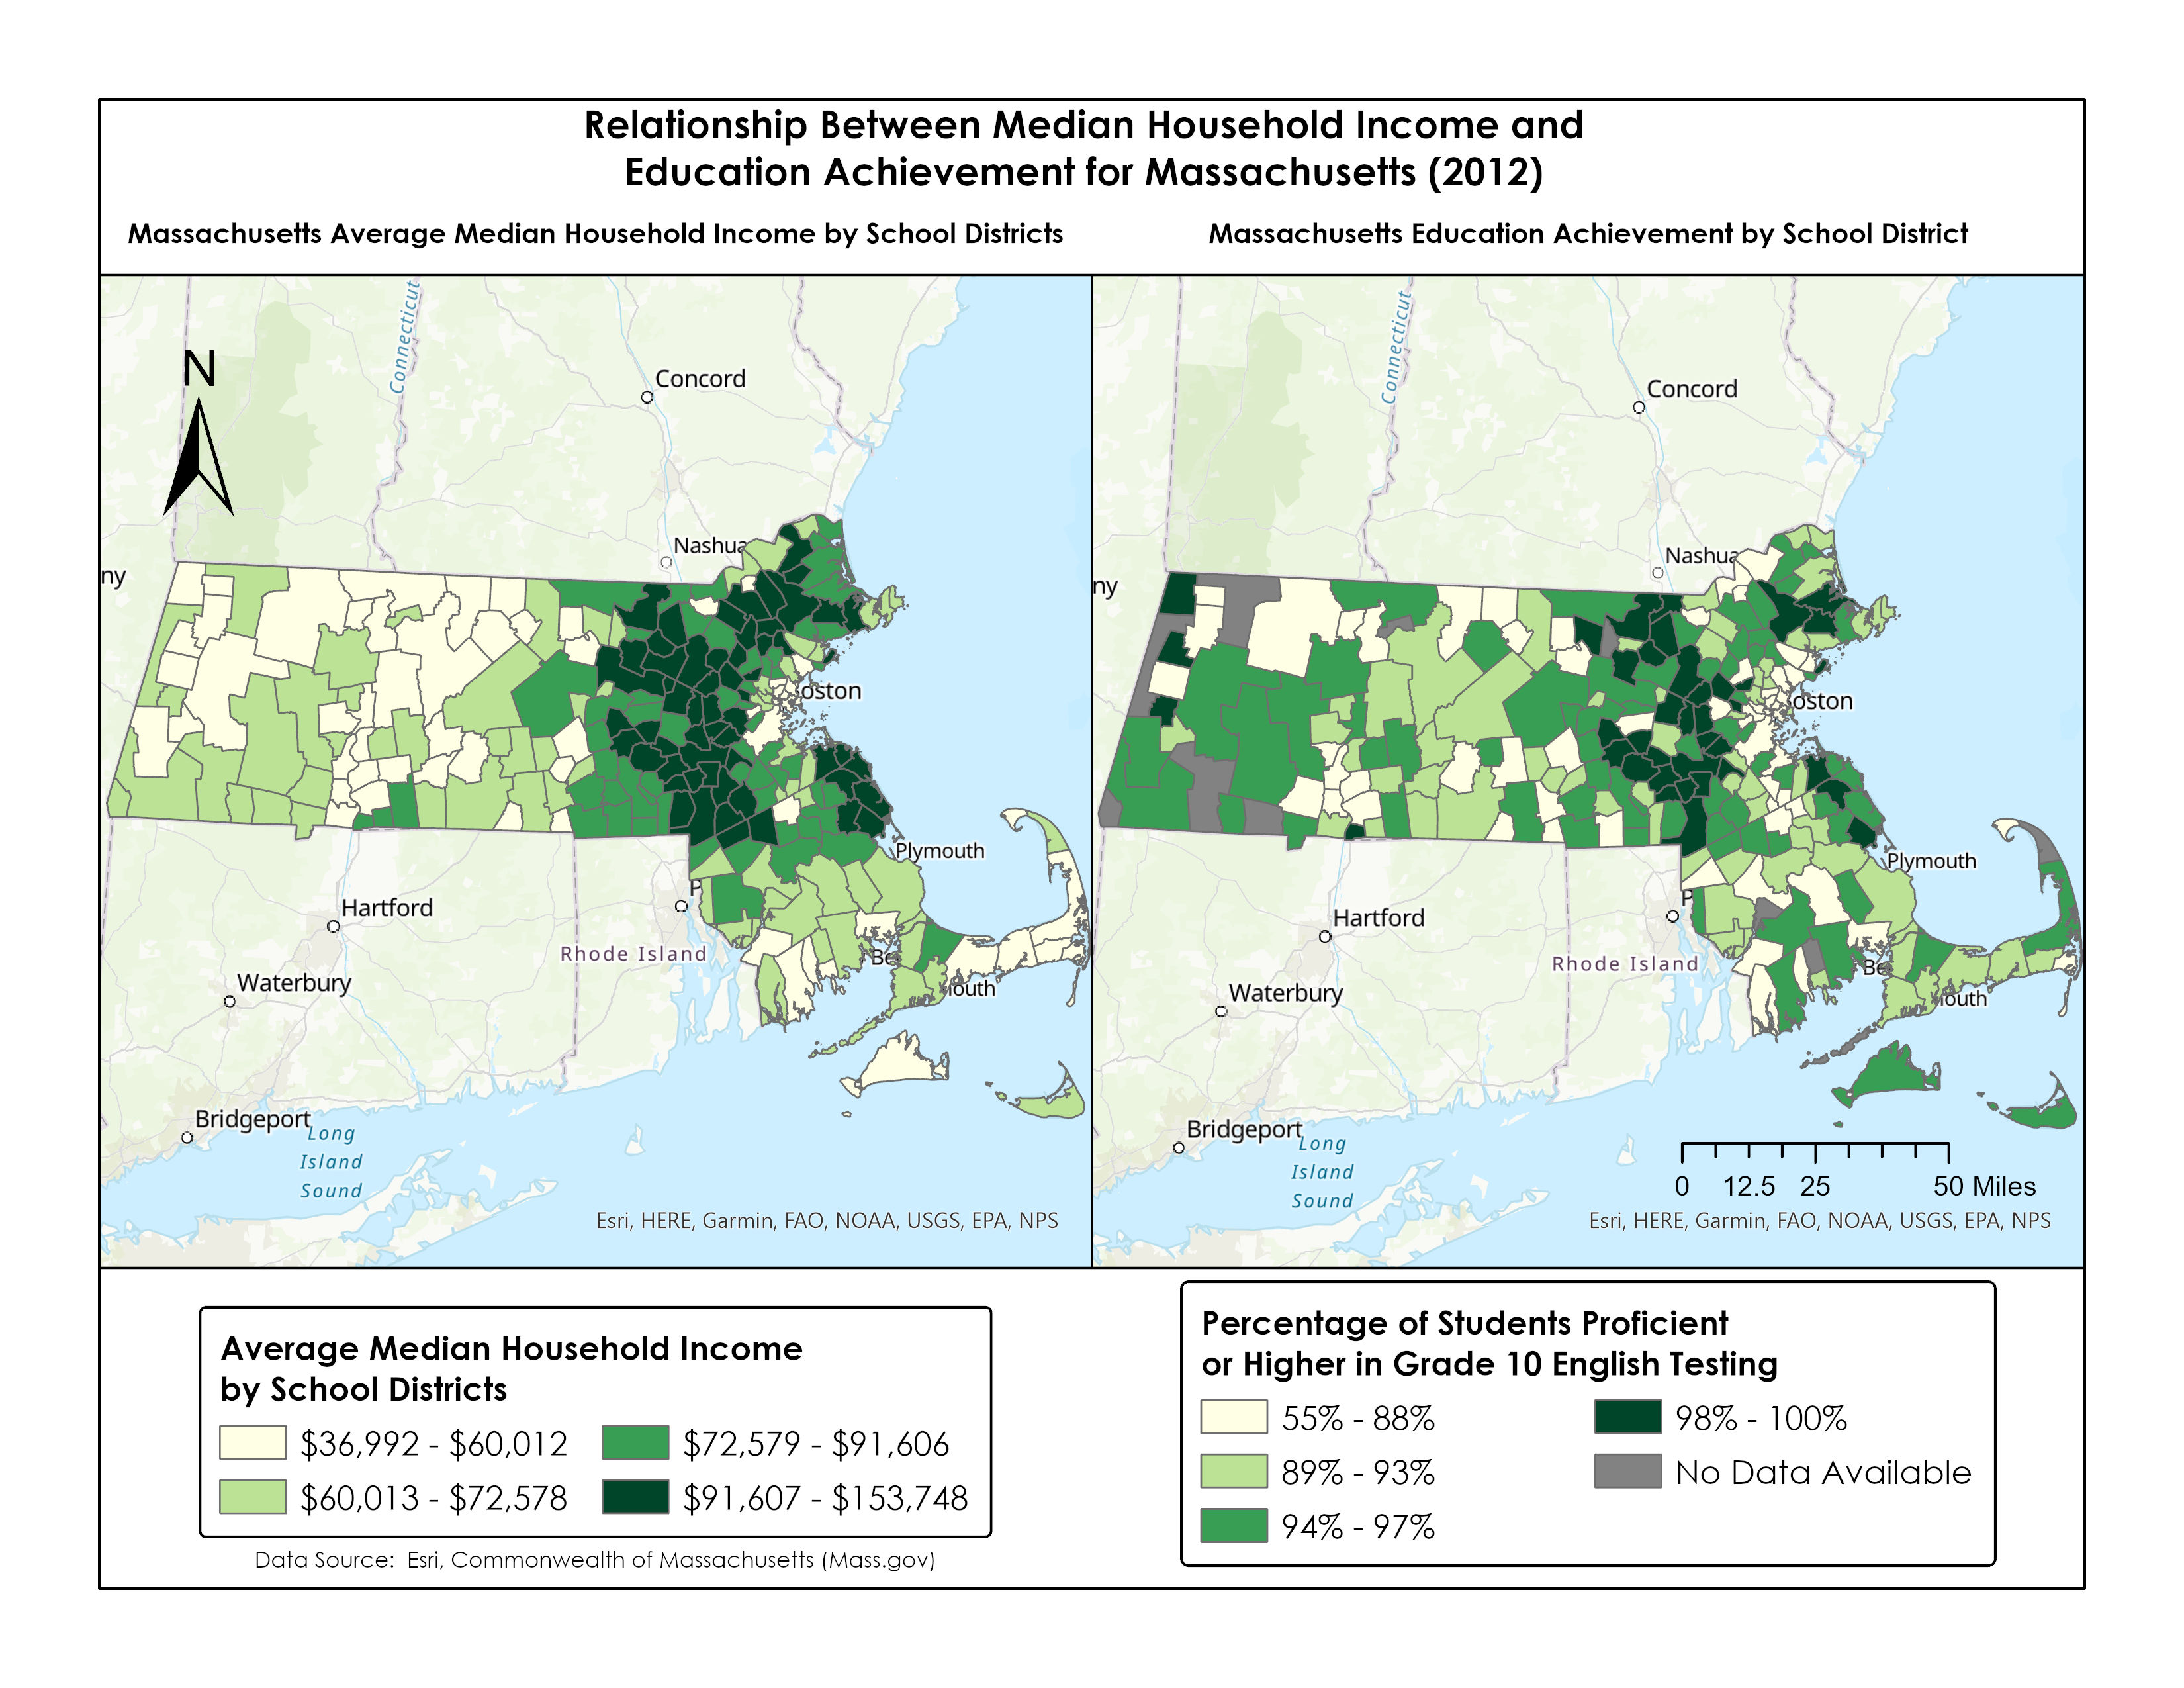 Relationship Between Median Household Income and
Education Achievement for Massachusetts (2012)
Massachusetts Average Median Household Income by School Districts
Massachusetts Education Achievement by School District
N
Connecticut
Concord
Nashua
ny
oston
Plymouth
P
Hartford
Rhode Island
Be
outh
Waterbury
Bridgeport
Long
Island
Sound
Esri, HERE, Garmin, FAO, NOAA, USGS, EPA, NPS
Connecticut
Concord
Nashua
ny
oston
Plymouth
P
Hartford
Rhode Island
Be
outh
Waterbury
Bridgeport
Long
Island
Sound
0 12.5 25 50 Miles
Esri, HERE, Garmin, FAO, NOAA, USGS, EPA, NPS
Average Median Household Income
by School Districts
$36,992 - $60,012
$72,579 - $91,606
$60,013 - $72,578
$91,607 - $153,748
Data Source: Esri, Commonwealth of Massachusetts (Mass.gov)
Percentage of Students Proficient
or Higher in Grade 10 English Testing
55% - 88%
98% - 100%
89% - 93%
No Data Available
94% - 97%